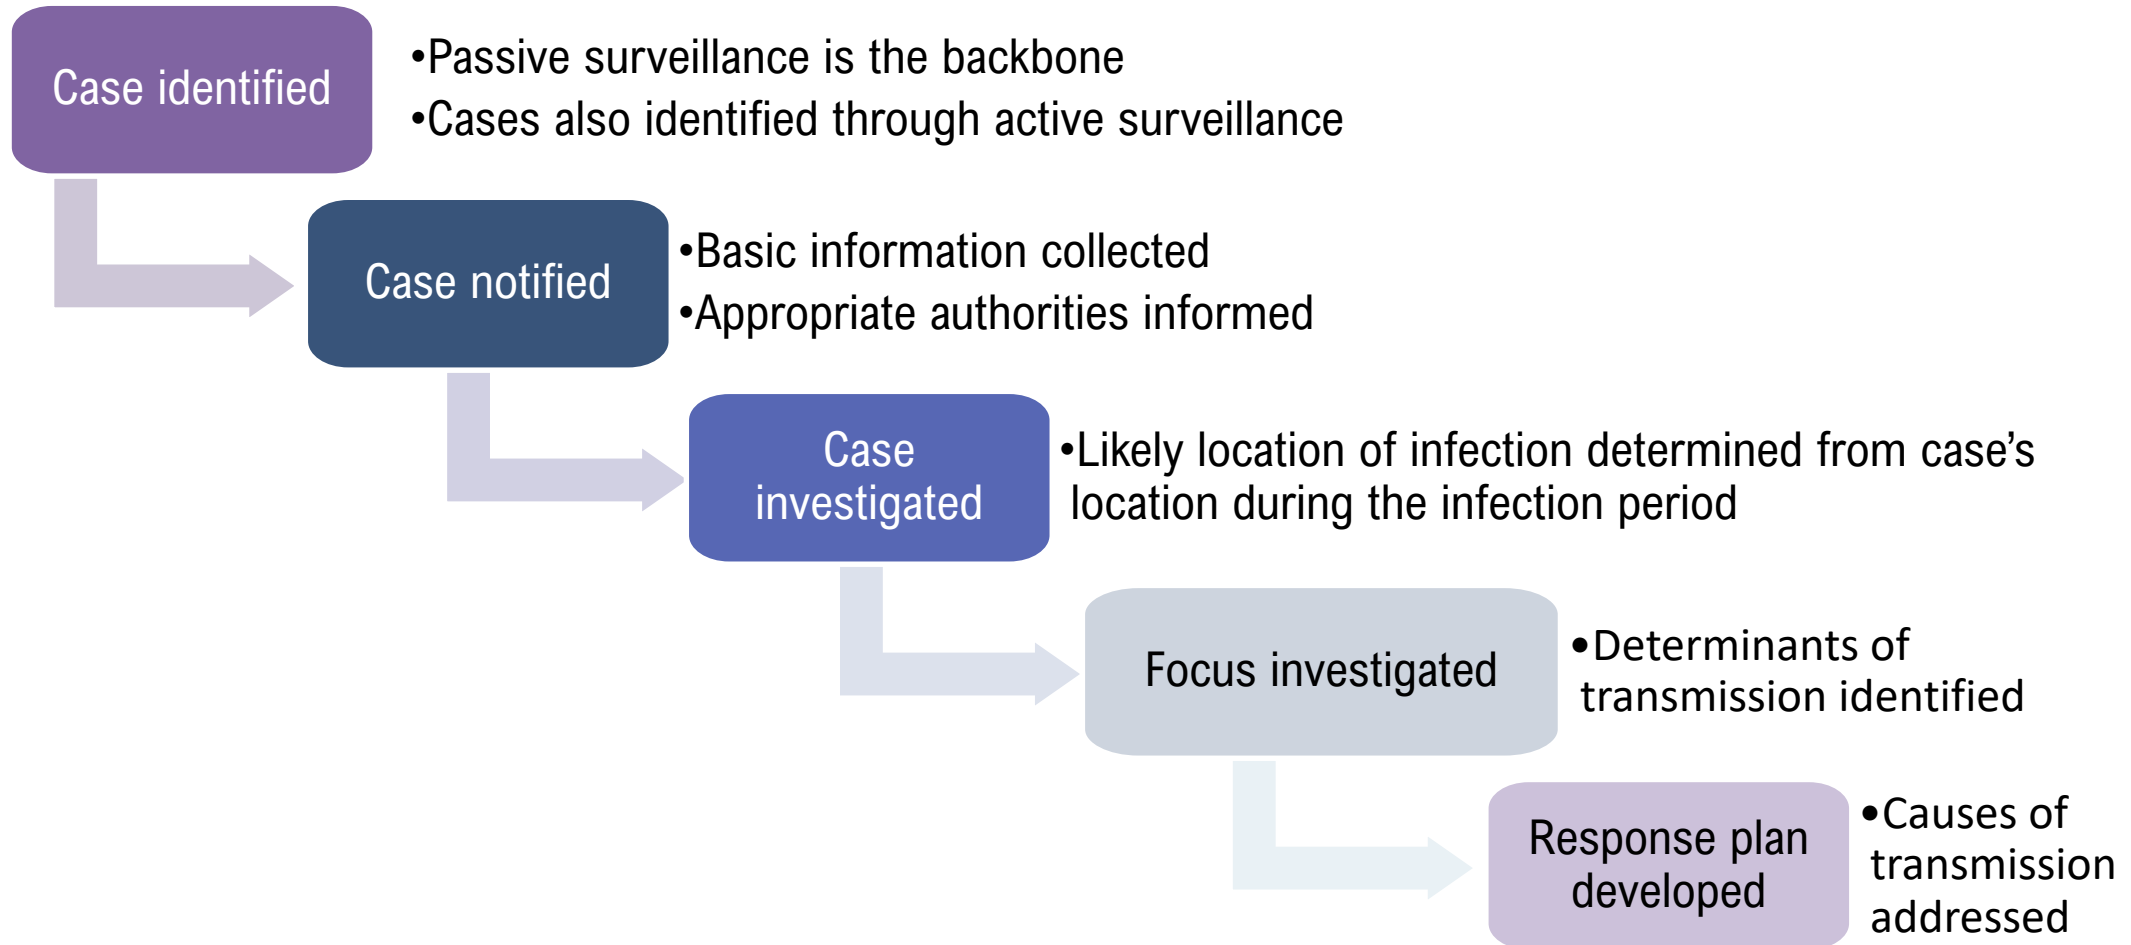 Case identified
•Passive surveillance is the backbone
•Cases also identified through active surveillance
Case notified
•Basic information collected
•Appropriate authorities informed
Case
investigated
•Likely location of infection determined from case’s
location during the infection period
Focus investigated
•Determinants of
transmission identified
Response plan
developed
•Causes of
transmission
addressed